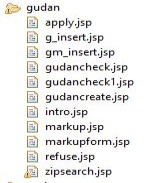 gudan
apply.jsp
g_insert.jsp
gm_insert.jsp
gudancheck.jsp
gudancheck1.jsp
gudancreate.jsp
intro.jsp
markup.jsp
markupform.jsp
refuse.jsp
zipsearch.jsp